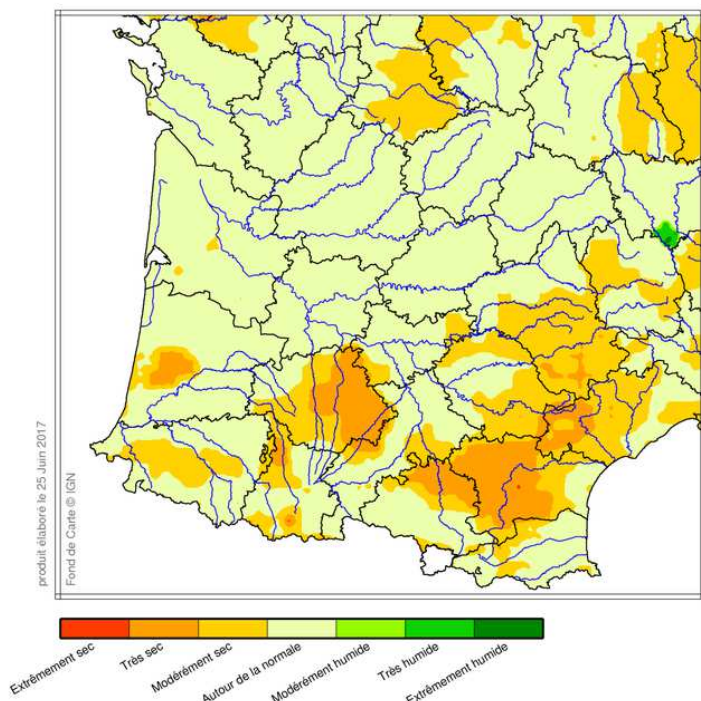 produit élaboré le 25 Juin 2017
Fond de Carte © IGN
Extrêmement sec
Très sec
Modérément sec
Autour de la normale
Modérément humide
Très humide
Extrêmement humide